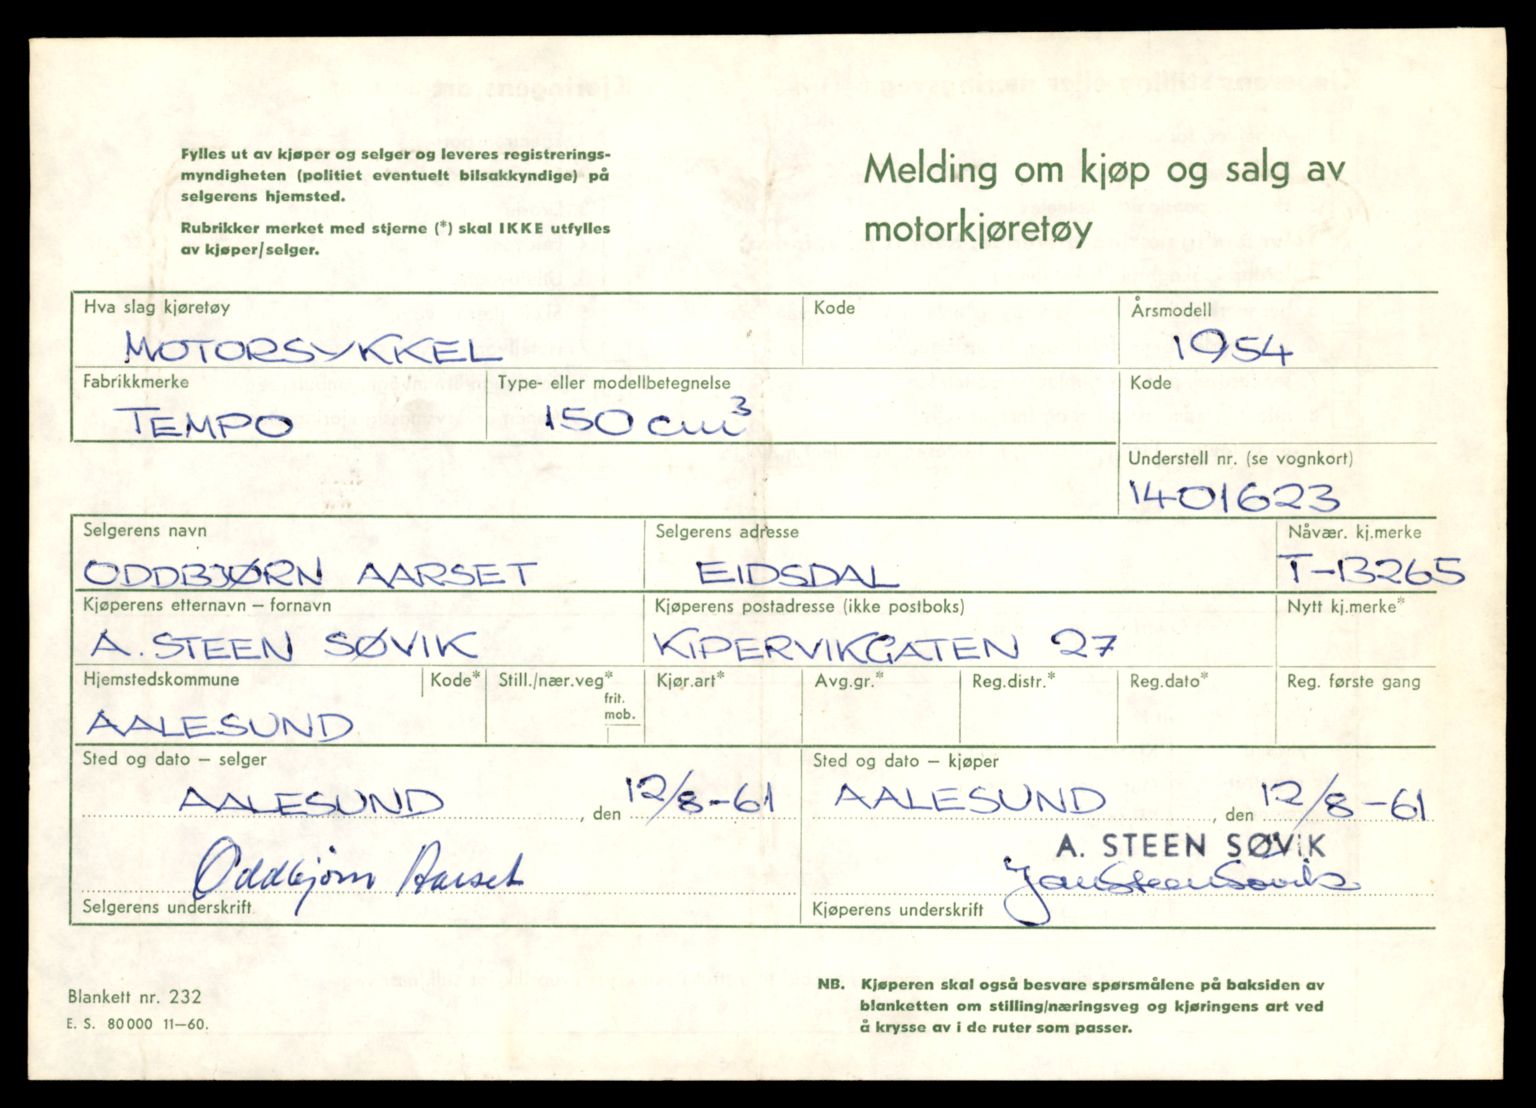 Fylles ut av kjøper og selger og leveres registrerings-
myndigheten (politiet eventuelt bilsakkyndige) på
selgerens hjemsted.
Rubrikker merket med stjerne (*) skal IKKE utfylles
av kjøper/selger.
Melding om kjøp og salg av
motorkjøretøy
Hva slag kjøretøy
MOTORSYKKEL
Kode
Årsmodell
1954
Fabrikkmerke
TEMPO
Type- eller modellbetegnelse
150 cm³
Kode
Understell nr. (se vognkort)
1401623
Selgerens navn
ODDBJØRN AARSET
Selgerens adresse
EIDSDAL
Nåvær. kj.merke
T-13265
Kjøperens etternavn – fornavn
A. STEEN SØVIK
Kjøperens postadresse (ikke postboks)
KIPERVIKGATEN 27
Nytt kj.merke*
Hjemstedskommune
AALESUND
Kode*
Still./nær.veg*
frit.
mob.
Kjør.art*
Avg.gr.*
Reg.distr.*
Reg.dato*
Reg. første gang
Sted og dato – selger
AALESUND, den 12/8-61
Oddbjørn Aarset
Selgerens underskrift
Sted og dato – kjøper
AALESUND, den 12/8-61
A. STEEN SØVIK
Jan Steen Søvik
Kjøperens underskrift
Blankett nr. 232
E. S. 80000 11–60.
NB. Kjøperen skal også besvare spørsmålene på baksiden av
blanketten om stilling/næringsveg og kjøringens art ved
å krysse av i de ruter som passer.